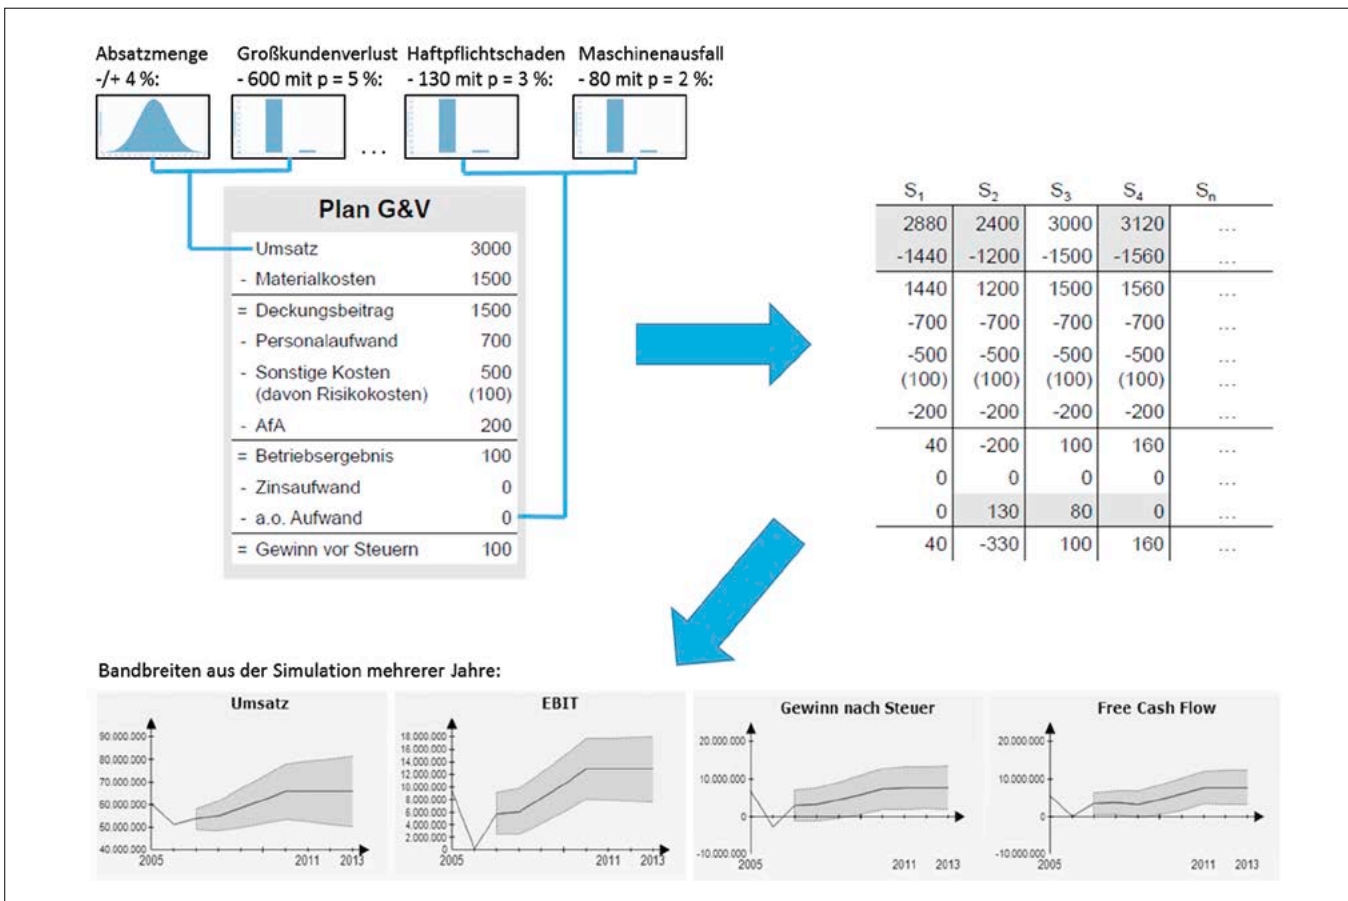 Absatzmenge Großkundenverlust Haftpflichtschaden Maschinenausfall
-/+ 4 %: - 600 mit p = 5 %: - 130 mit p = 3 %: - 80 mit p = 2 %:
...
Plan G&V
Umsatz 3000
- Materialkosten 1500
= Deckungsbeitrag 1500
- Personalaufwand 700
- Sonstige Kosten 500
(davon Risikokosten) (100)
- AfA 200
= Betriebsergebnis 100
- Zinsaufwand 0
- a.o. Aufwand 0
= Gewinn vor Steuern 100
S1 S2 S3 S4 Sn
2880 2400 3000 3120 ...
-1440 -1200 -1500 -1560 ...
1440 1200 1500 1560 ...
-700 -700 -700 -700 ...
-500 -500 -500 -500
(100) (100) (100) (100) ...
-200 -200 -200 -200 ...
40 -200 100 160 ...
0 0 0 0 ...
0 130 80 0 ...
40 -330 100 160 ...
Bandbreiten aus der Simulation mehrerer Jahre:
Umsatz
90.000.000
80.000.000
70.000.000
60.000.000
50.000.000
40.000.000
2005 2011 2013
EBIT
18.000.000
16.000.000
14.000.000
12.000.000
10.000.000
8.000.000
6.000.000
4.000.000
2.000.000
0
2005 2011 2013
Gewinn nach Steuer
20.000.000
10.000.000
0
-10.000.000
2005 2011 2013
Free Cash Flow
20.000.000
10.000.000
0
-10.000.000
2005 2011 2013